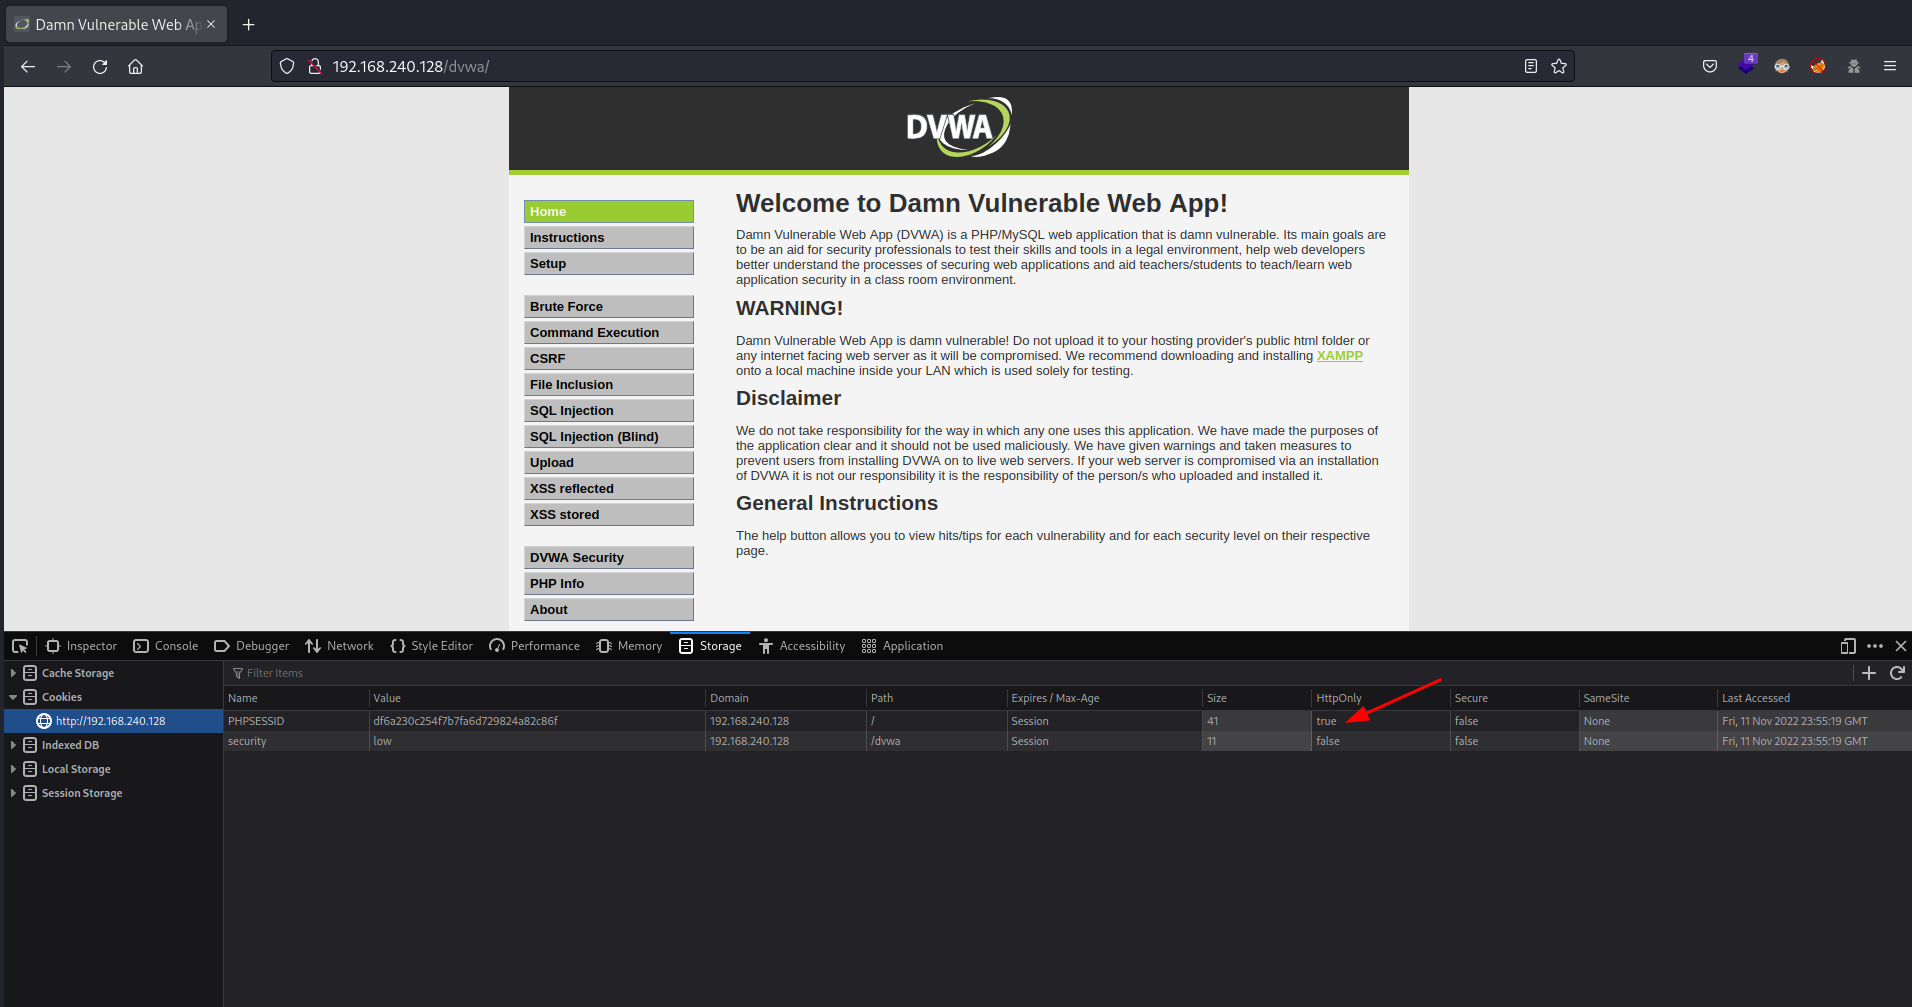 Damn Vulnerable Web Ap
192.168.240.128/dvwa/
4
DVWA
Home
Instructions
Setup
Brute Force
Command Execution
CSRF
File Inclusion
SQL Injection
SQL Injection (Blind)
Upload
XSS reflected
XSS stored
DVWA Security
PHP Info
About
Welcome to Damn Vulnerable Web App!
Damn Vulnerable Web App (DVWA) is a PHP/MySQL web application that is damn vulnerable. Its main goals are
to be an aid for security professionals to test their skills and tools in a legal environment, help web developers
better understand the processes of securing web applications and aid teachers/students to teach/learn web
application security in a class room environment.
WARNING!
Damn Vulnerable Web App is damn vulnerable! Do not upload it to your hosting provider's public html folder or
any internet facing web server as it will be compromised. We recommend downloading and installing XAMPP
onto a local machine inside your LAN which is used solely for testing.
Disclaimer
We do not take responsibility for the way in which any one uses this application. We have made the purposes of
the application clear and it should not be used maliciously. We have given warnings and taken measures to
prevent users from installing DVWA on to live web servers. If your web server is compromised via an installation
of DVWA it is not our responsibility it is the responsibility of the person/s who uploaded and installed it.
General Instructions
The help button allows you to view hits/tips for each vulnerability and for each security level on their respective
page.
Inspector Console Debugger Network Style Editor Performance Memory Storage Accessibility Application
Cache Storage
Cookies
http://192.168.240.128
Indexed DB
Local Storage
Session Storage
Filter Items
Name Value Domain Path Expires / Max-Age Size HttpOnly Secure SameSite Last Accessed
PHPSESSID df6a230c254f7b7fa6d729824a82c86f 192.168.240.128 / Session 41 true false None Fri, 11 Nov 2022 23:55:19 GMT
security low 192.168.240.128 /dvwa Session 11 false false None Fri, 11 Nov 2022 23:55:19 GMT